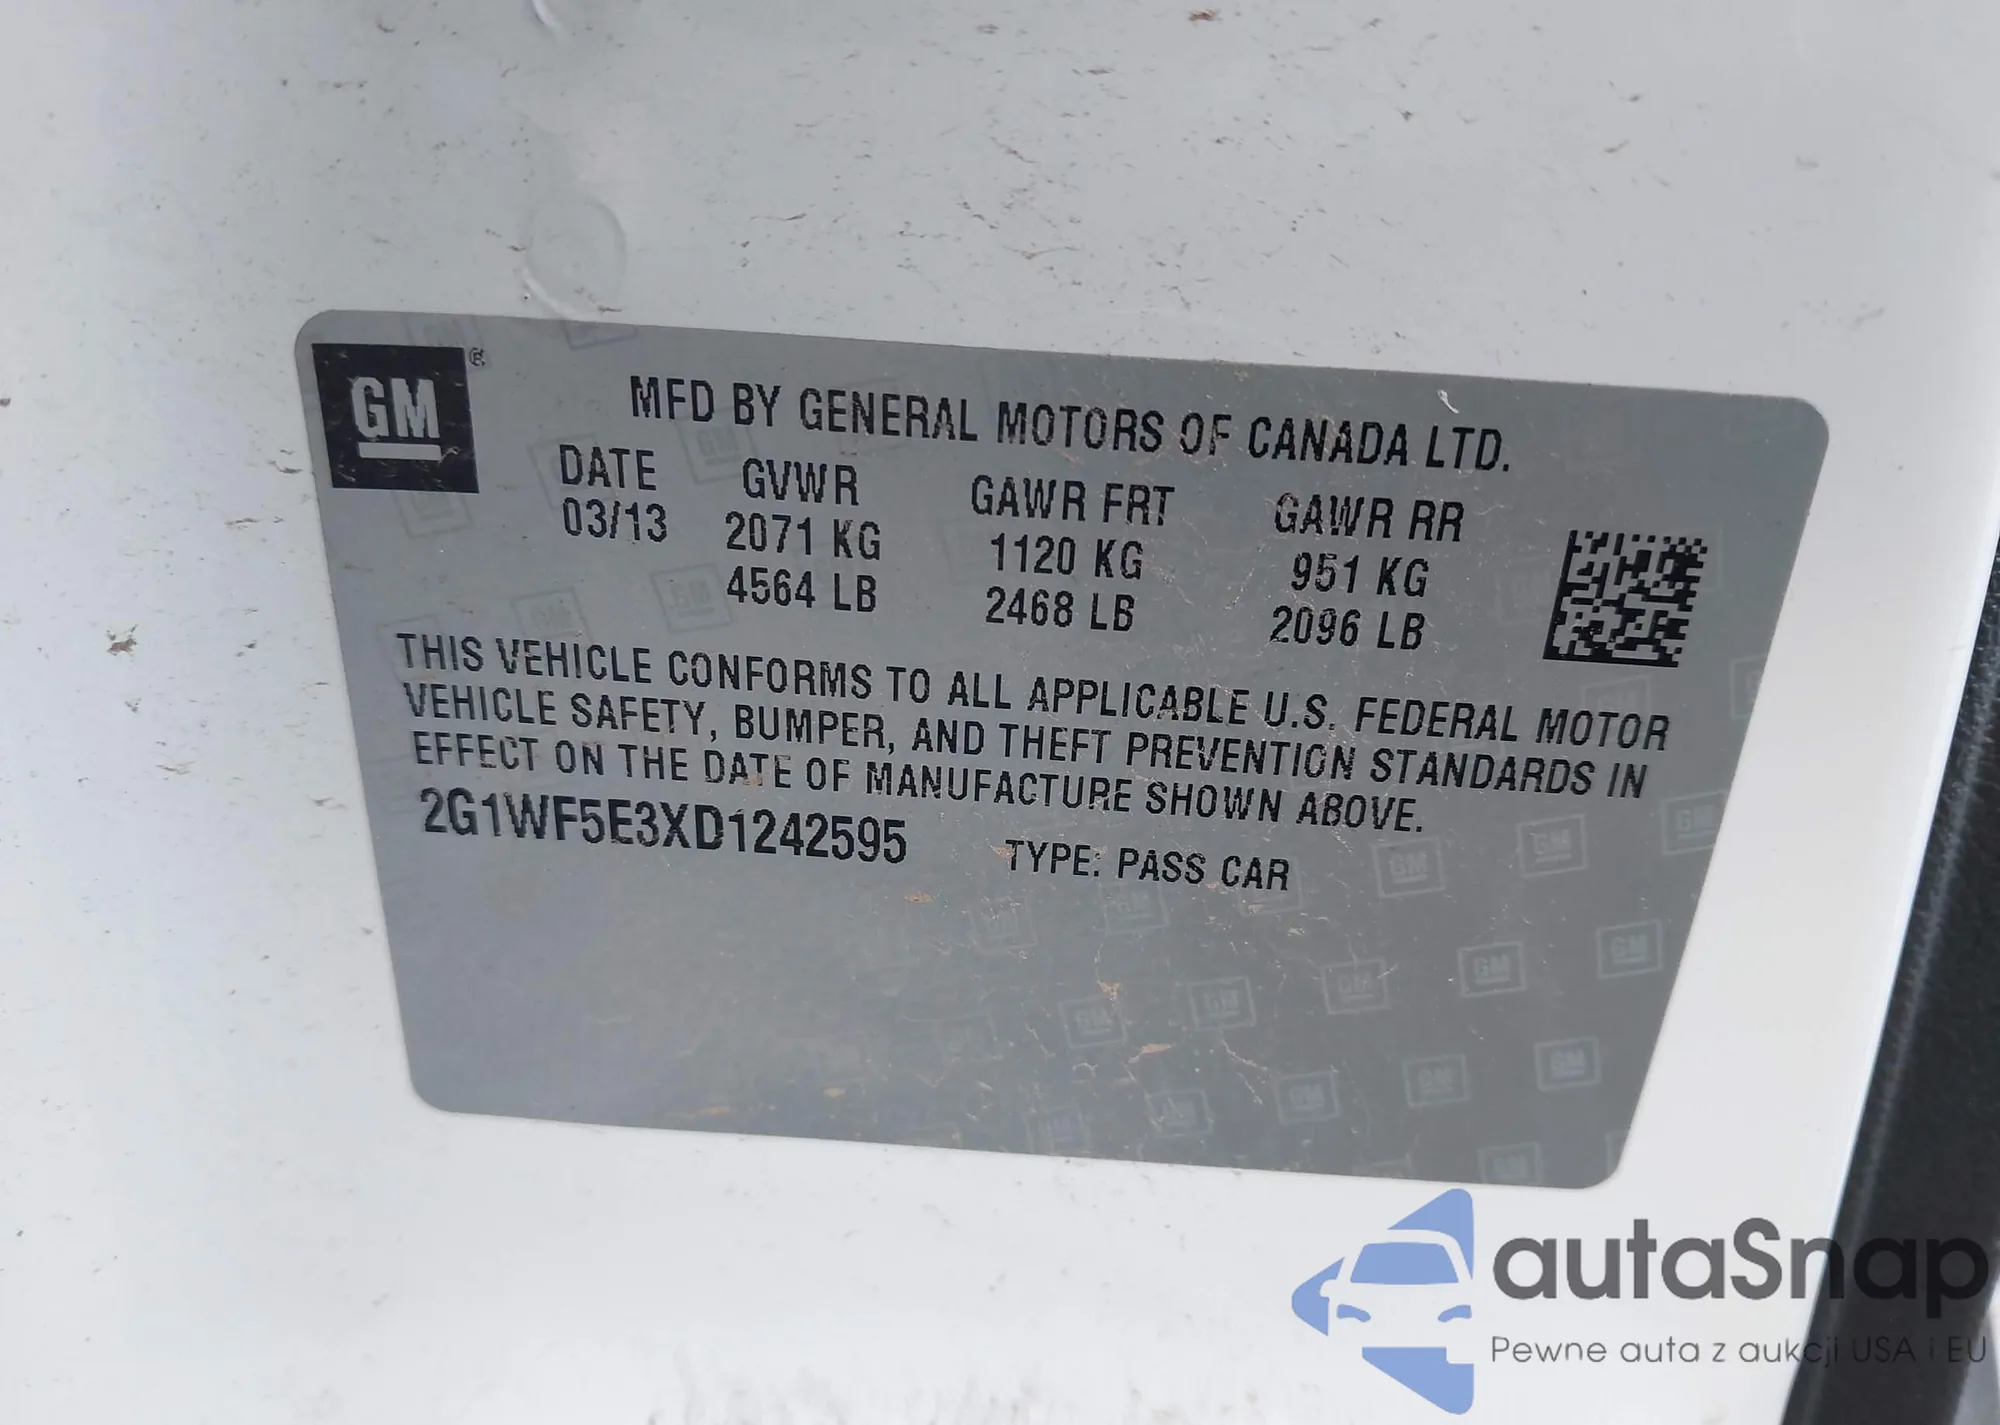 GM
®
MFD BY GENERAL MOTORS OF CANADA LTD.
DATE GVWR GAWR FRT GAWR RR
03/13 2071 KG 1120 KG 951 KG
4564 LB 2468 LB 2096 LB
THIS VEHICLE CONFORMS TO ALL APPLICABLE U.S. FEDERAL MOTOR
VEHICLE SAFETY, BUMPER, AND THEFT PREVENTION STANDARDS IN
EFFECT ON THE DATE OF MANUFACTURE SHOWN ABOVE.
2G1WF5E3XD1242595 TYPE: PASS CAR
autaSnap
Pewne auta z aukcji USA i EU